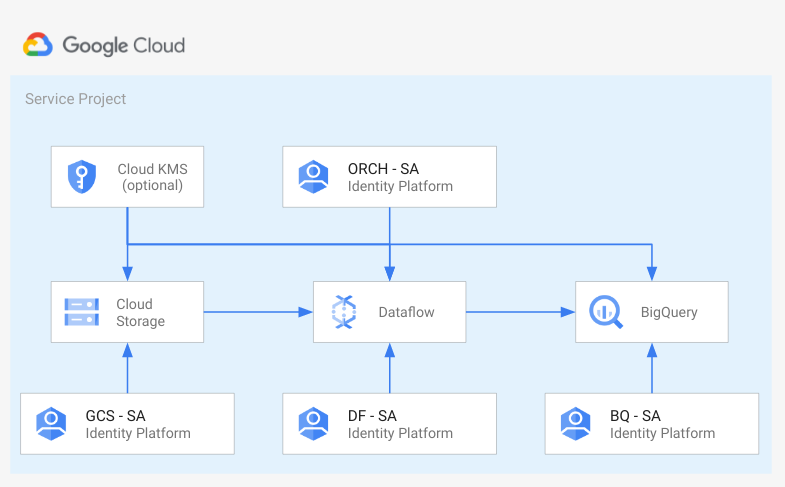 Google Cloud
Service Project
Cloud KMS
(optional)
ORCH - SA
Identity Platform
Cloud
Storage
Dataflow
BigQuery
GCS - SA
Identity Platform
DF - SA
Identity Platform
BQ - SA
Identity Platform